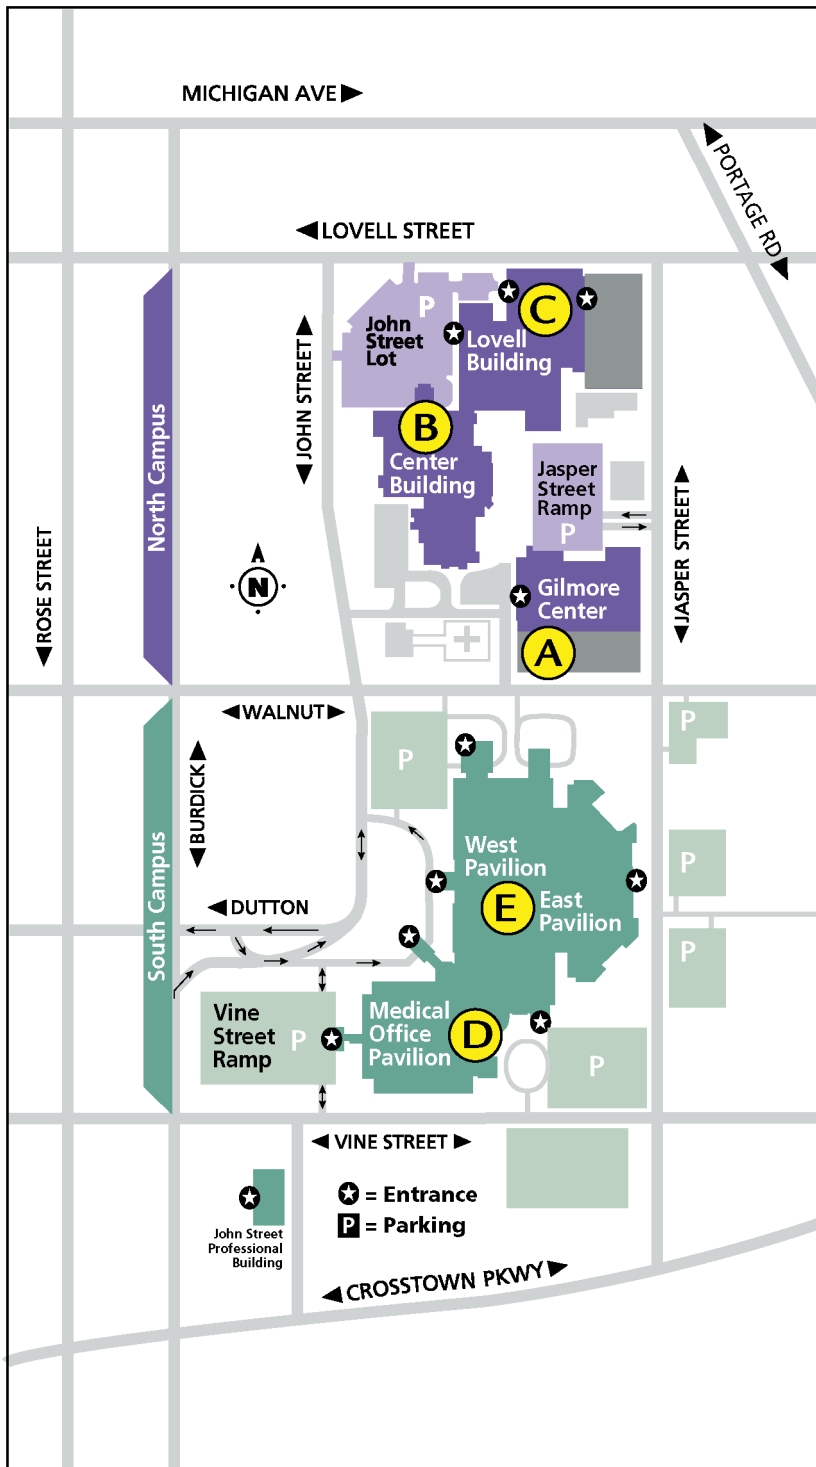 MICHIGAN AVE
PORTAGE RD
LOVELL STREET
C
P
John
Street
Lot
Lovell
Building
JOHN STREET
B
Center
Building
North Campus
Jasper
Street
Ramp
P
JASPER STREET
ROSE STREET
A
N
Gilmore
Center
A
WALNUT
P
P
BURDICK
South Campus
West
Pavilion
P
E
East
Pavilion
DUTTON
P
Vine
Street
Ramp
P
Medical
Office
Pavilion
D
P
VINE STREET
= Entrance
P = Parking
John Street
Professional
Building
CROSSTOWN PKWY